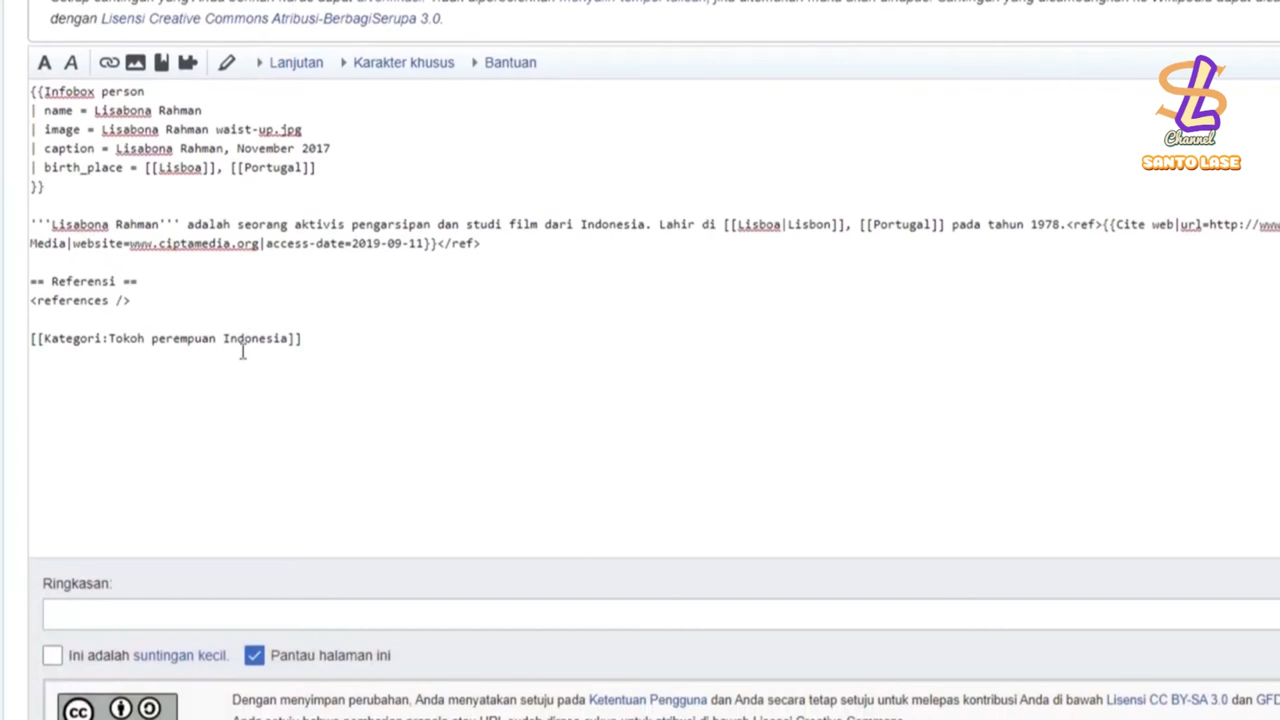 dengan Lisensi Creative Commons Atribusi-BerbagiSerupa 3.0.
A A Lanjutan Karakter khusus Bantuan
{{Infobox person
| name = Lisabona Rahman
| image = Lisabona Rahman waist-up.jpg
| caption = Lisabona Rahman, November 2017
| birth_place = [[Lisboa]], [[Portugal]]
}}
'''Lisabona Rahman''' adalah seorang aktivis pengarsipan dan studi film dari Indonesia. Lahir di [[Lisboa|Lisbon]], [[Portugal]] pada tahun 1978.<ref>{{Cite web|url=http://www
Media|website=www.ciptamedia.org|access-date=2019-09-11}}</ref>
== Referensi ==
<references />
[[Kategori:Tokoh perempuan Indonesia]]
Ringkasan:
Ini adalah suntingan kecil. Pantau halaman ini
Dengan menyimpan perubahan, Anda menyatakan setuju pada Ketentuan Pengguna dan Anda secara tetap setuju untuk melepas kontribusi Anda di bawah Lisensi CC BY-SA 3.0 dan GFD
cc
SL
Channel
SANTO LASE